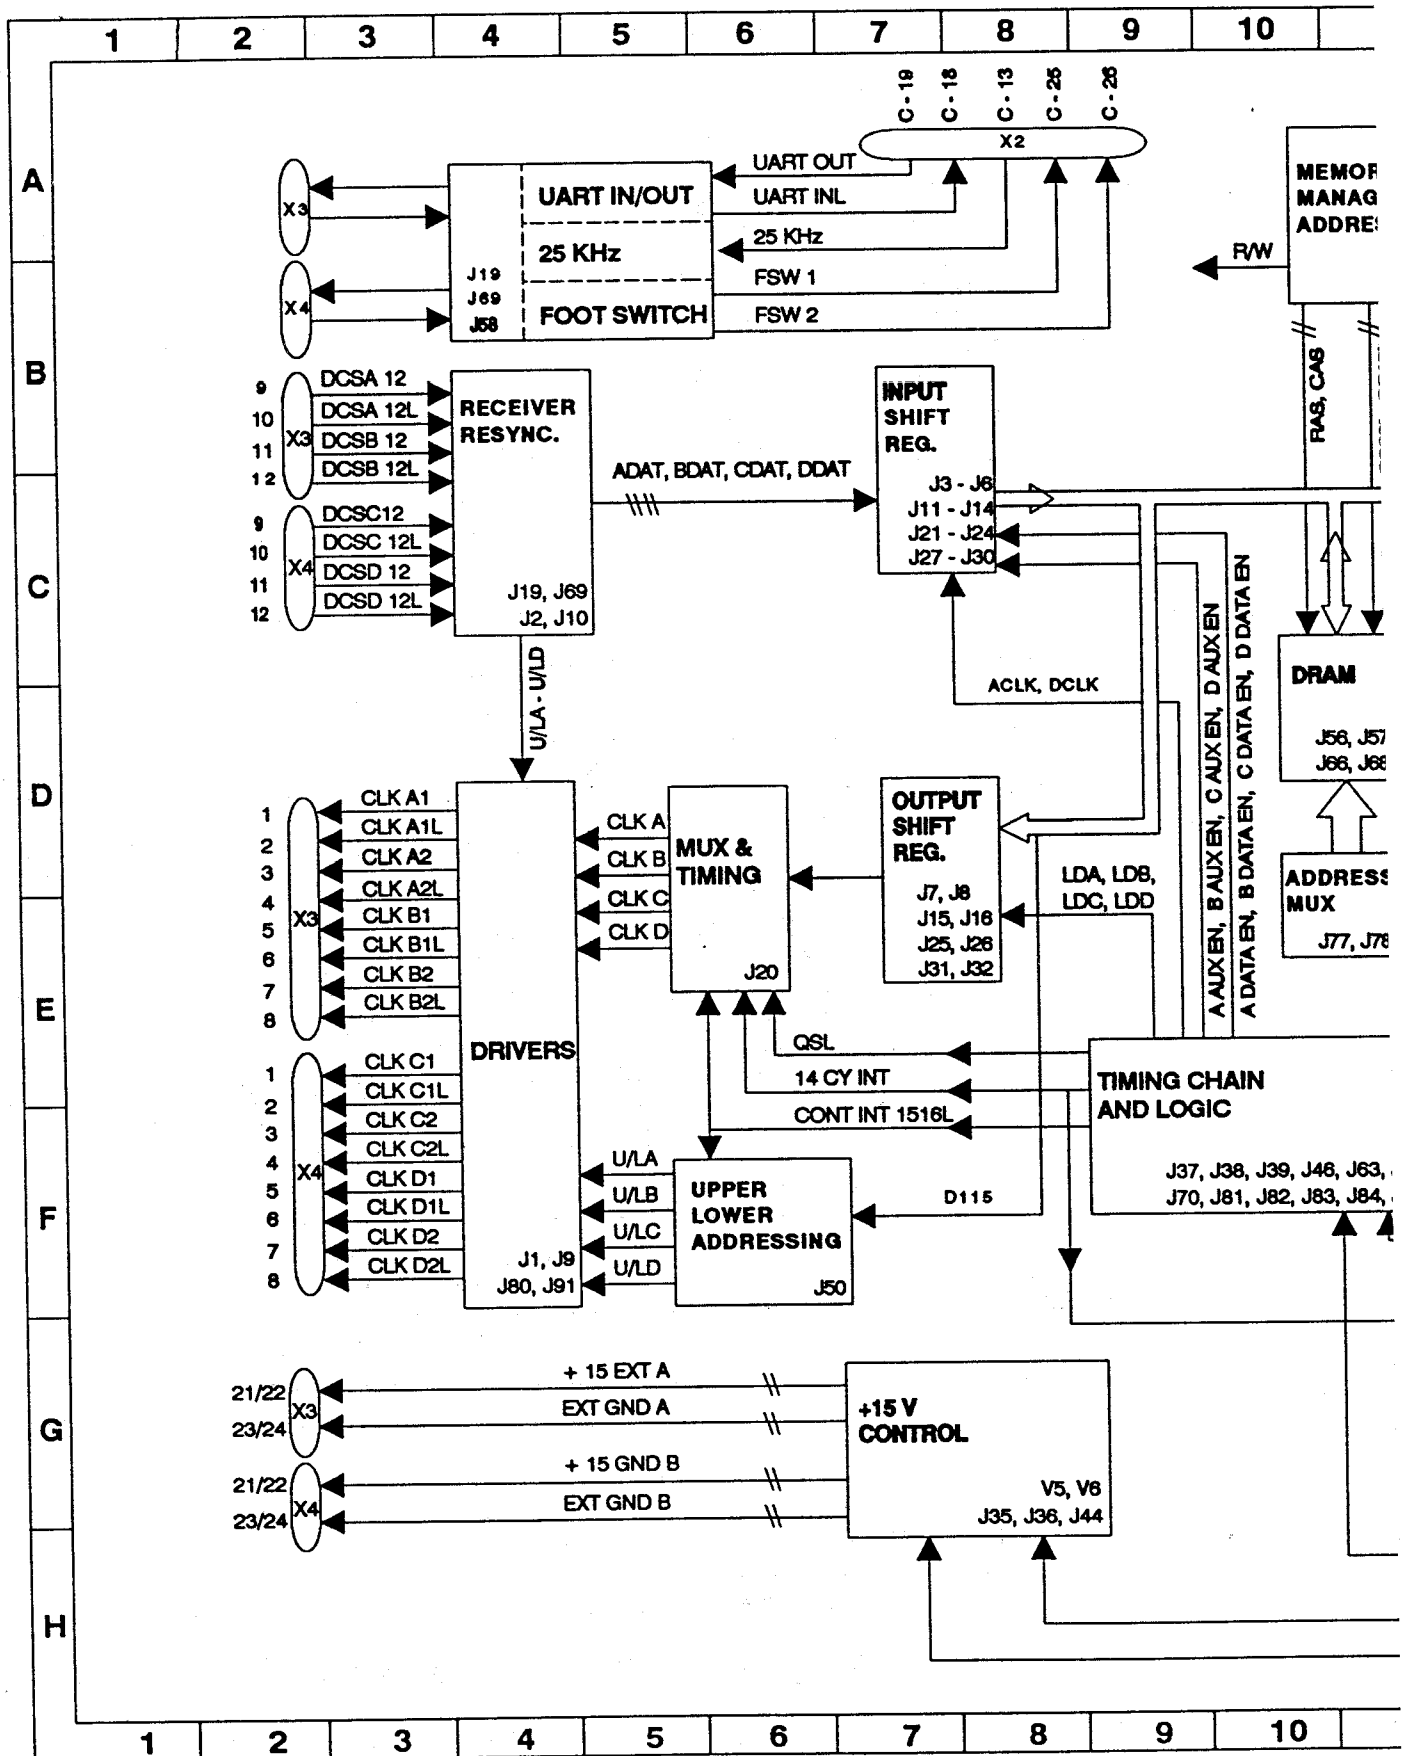 1 2 3 4 5 6 7 8 9 10
C - 19
C - 18
C - 13
C - 25
C - 26
X2
A
X3
UART IN/OUT
25 KHz
FOOT SWITCH
J19
J69
J58
UART OUT
UART INL
25 KHz
FSW 1
FSW 2
X4
R/W
RAS, CAS
B
9
10
11
12
X3
DCSA 12
DCSA 12L
DCSB 12
DCSB 12L
RECEIVER
RESYNC.
J19, J69
J2, J10
ADAT, BDAT, CDAT, DDAT
INPUT
SHIFT
REG.
J3 - J6
J11 - J14
J21 - J24
J27 - J30
C
9
10
11
12
X4
DCSC12
DCSC 12L
DCSD 12
DCSD 12L
U/LA - U/LD
ACLK, DCLK
A AUX EN, B AUX EN, C AUX EN, D AUX EN
A DATA EN, B DATA EN, C DATA EN, D DATA EN
DRAM
J56, J57
J66, J68
D
1
2
3
4
5
6
7
8
X3
CLK A1
CLK A1L
CLK A2
CLK A2L
CLK B1
CLK B1L
CLK B2
CLK B2L
DRIVERS
J1, J9
J80, J91
CLK A
CLK B
CLK C
CLK D
MUX &
TIMING
J20
OUTPUT
SHIFT
REG.
J7, J8
J15, J16
J25, J26
J31, J32
LDA, LDB,
LDC, LDD
ADDRESS
MUX
J77, J78
E
QSL
14 CY INT
CONT INT 1516L
TIMING CHAIN
AND LOGIC
J37, J38, J39, J46, J63,
J70, J81, J82, J83, J84,
1
2
3
4
5
6
7
8
X4
CLK C1
CLK C1L
CLK C2
CLK C2L
CLK D1
CLK D1L
CLK D2
CLK D2L
F
U/LA
U/LB
U/LC
U/LD
UPPER
LOWER
ADDRESSING
J50
D115
G
21/22
23/24
X3
+ 15 EXT A
EXT GND A
21/22
23/24
X4
+ 15 GND B
EXT GND B
+15 V
CONTROL
V5, V6
J35, J36, J44
H
1 2 3 4 5 6 7 8 9 10